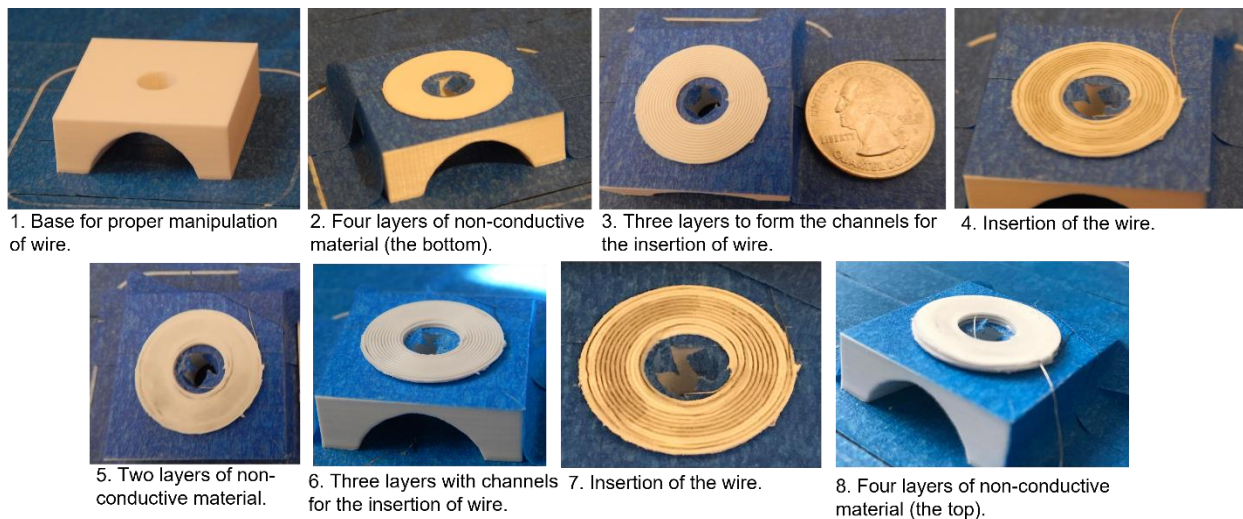 1. Base for proper manipulation
of wire.
2. Four layers of non-conductive
material (the bottom).
3. Three layers to form the channels for
the insertion of wire.
4. Insertion of the wire.
LIBERTY
5. Two layers of non-
conductive material.
6. Three layers with channels
for the insertion of wire.
7. Insertion of the wire.
8. Four layers of non-conductive
material (the top).